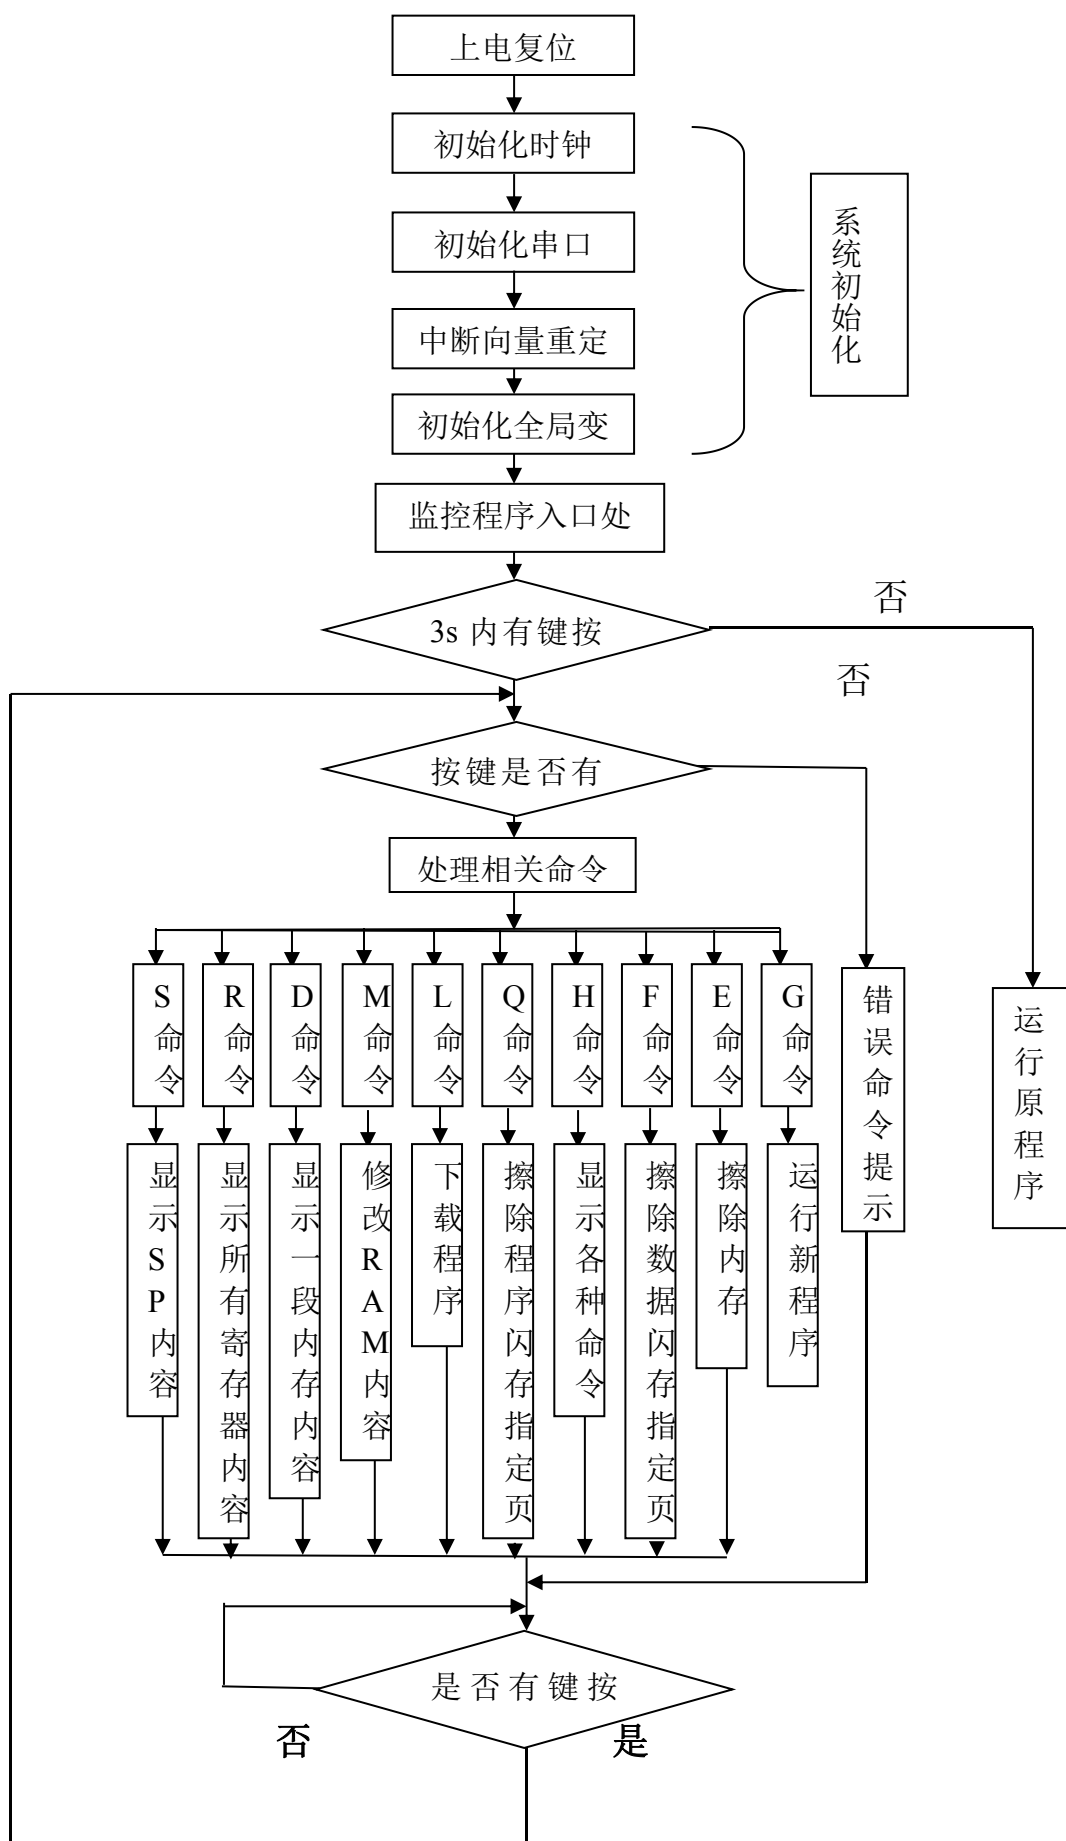 上电复位
初始化时钟
初始化串口
中断向量重定
初始化全局变
系统初始化
监控程序入口处
3s 内有键按
否
否
按键是否有
处理相关命令
S命令
R命令
D命令
M命令
L命令
Q命令
H命令
F命令
E命令
G命令
错误命令提示
运行原程序
显示SP内容
显示所有寄存器内容
显示一段内存内容
修改RAM内容
下载程序
擦除程序闪存指定页
显示各种命令
擦除数据闪存指定页
擦除内存
运行新程序
是否有键按
否
是